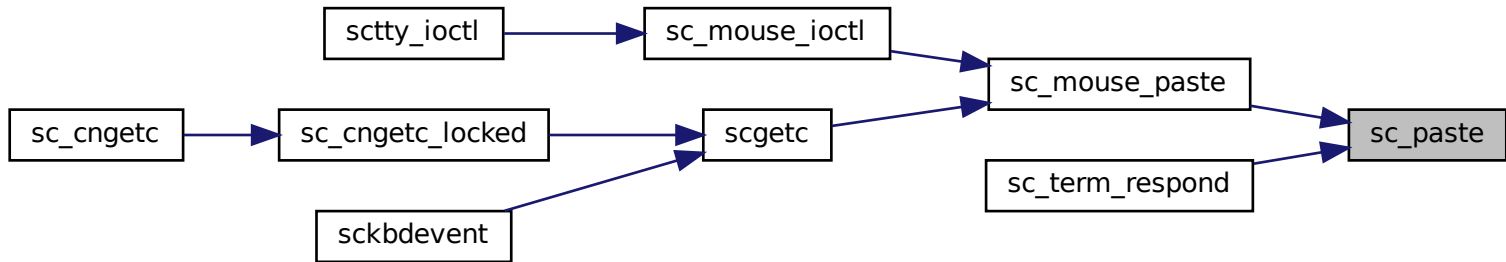 sctty_ioctl
sc_mouse_ioctl
sc_mouse_paste
sc_cngetc
sc_cngetc_locked
scgetc
sc_paste
sc_term_respond
sckbdevent